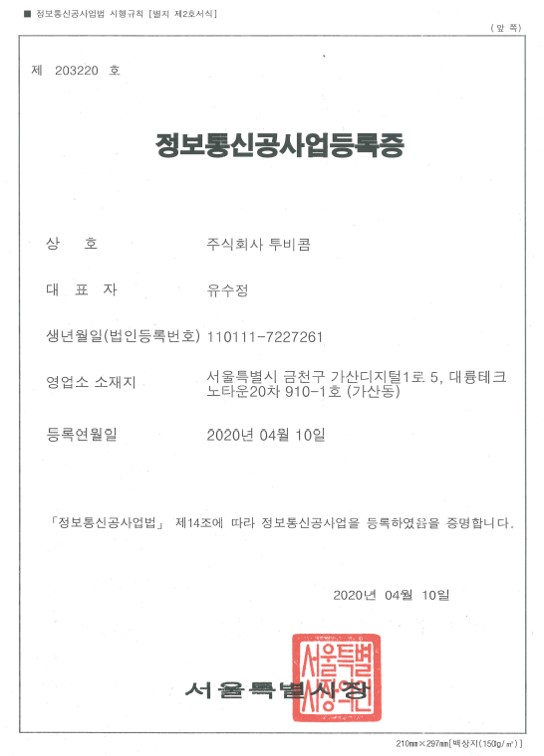 ■ 정보통신공사업법 시행규칙 [별지 제2호서식]
(앞 쪽)
제 203220 호
정보통신공사업등록증
상 호 주식회사 투비콤
대 표 자 유수정
생년월일(법인등록번호) 110111-7227261
영업소 소재지 서울특별시 금천구 가산디지털1로 5, 대륭테크
노타운20차 910-1호 (가산동)
등록연월일 2020년 04월 10일
「정보통신공사업법」 제14조에 따라 정보통신공사업을 등록하였음을 증명합니다.
2020년 04월 10일
서울특별
시장의인
서울특별시장
210㎜×297㎜[백상지(150g/㎡)]